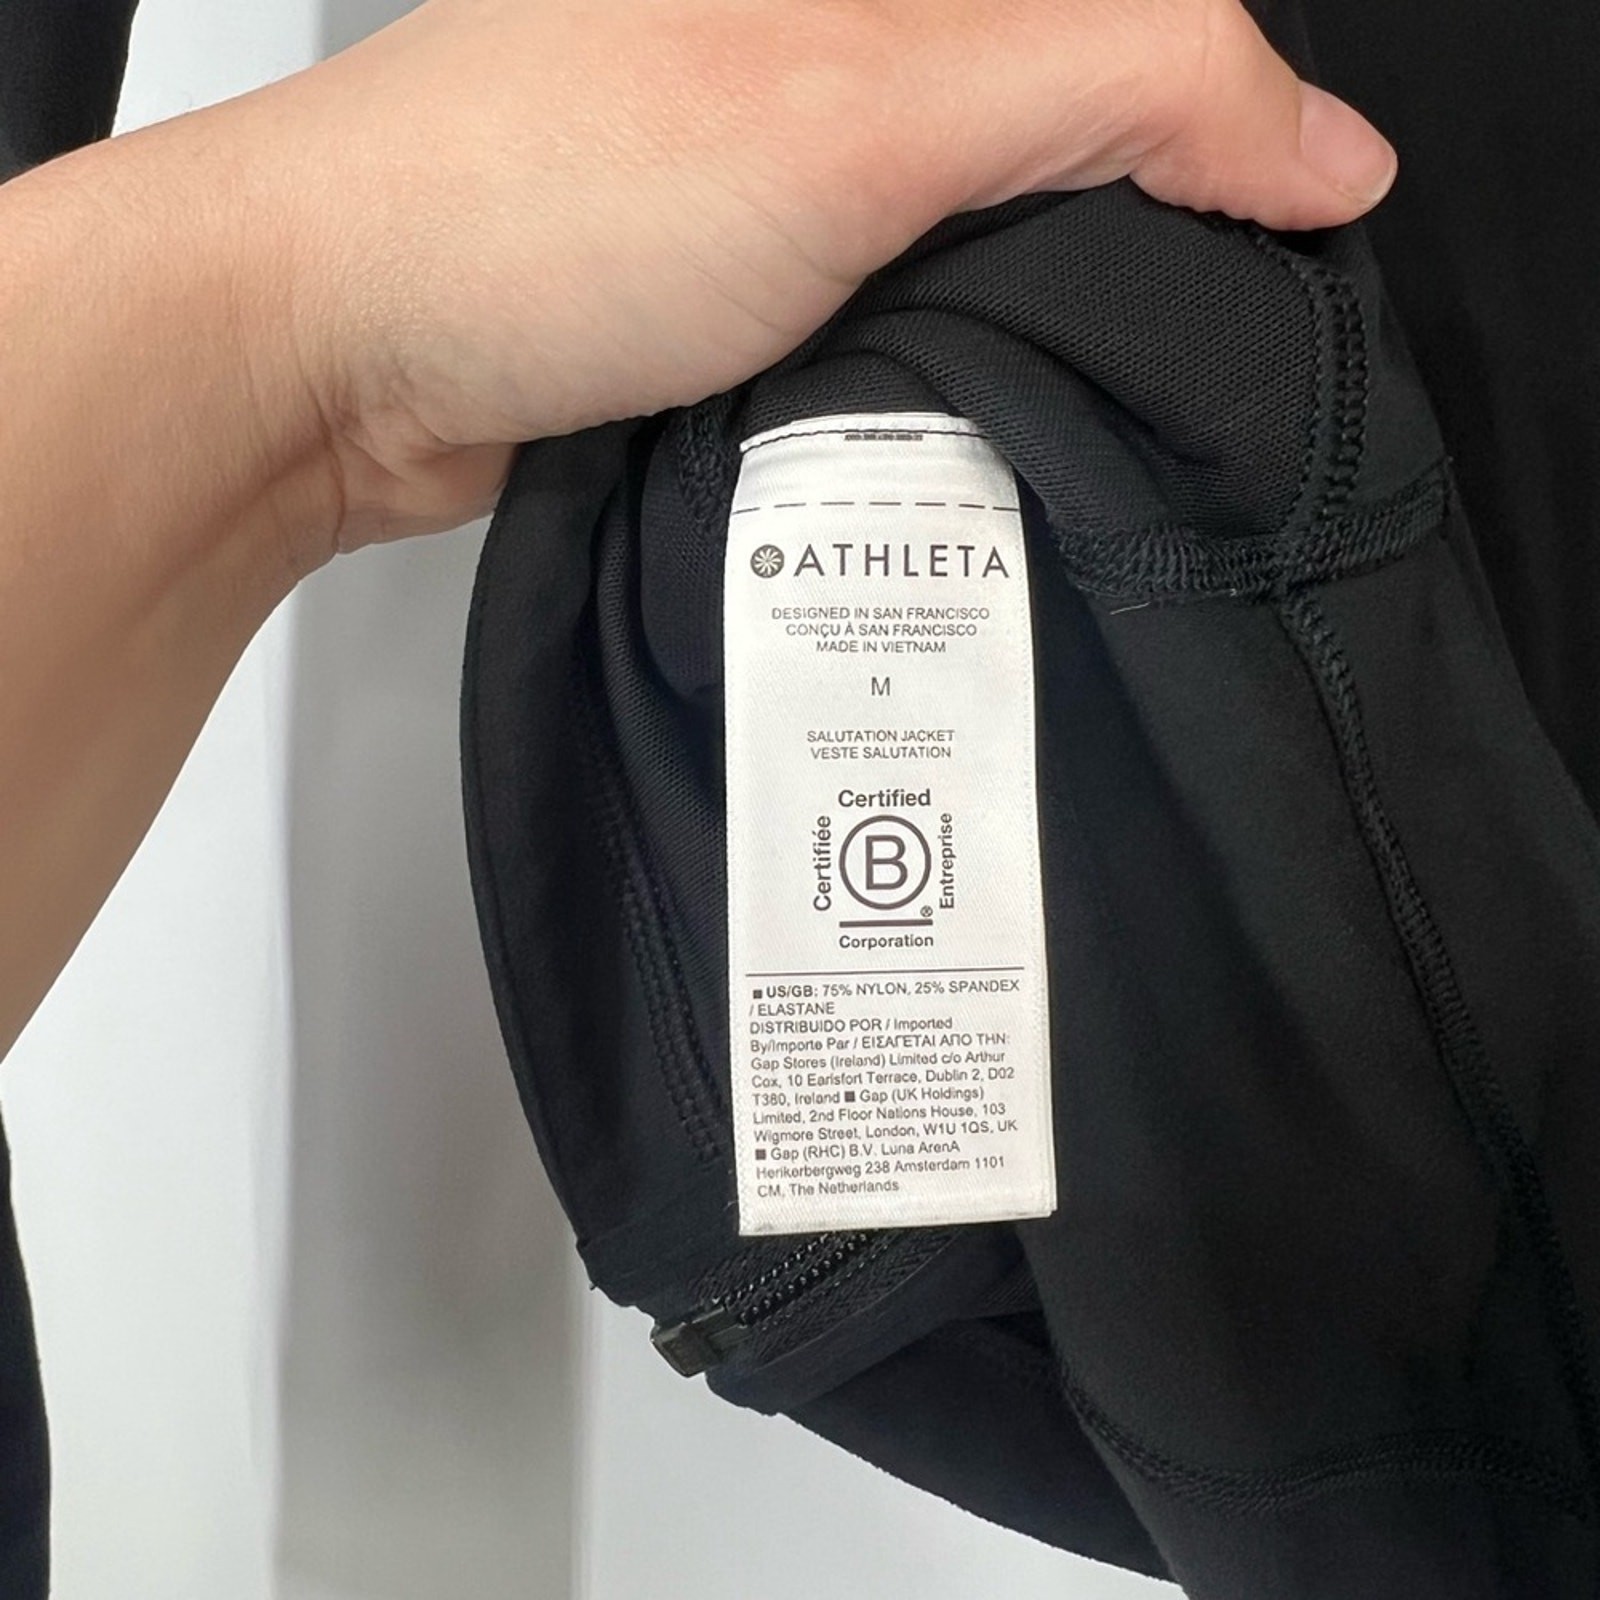 ATHLETA
DESIGNED IN SAN FRANCISCO
CONÇU À SAN FRANCISCO
MADE IN VIETNAM
M
SALUTATION JACKET
VESTE SALUTATION
Certified
Certifiée
B
Entreprise
®
Corporation
■ US/GB: 75% NYLON, 25% SPANDEX
/ ELASTANE
DISTRIBUIDO POR / Imported
By/Importe Par / ΕΙΣΑΓΕΤΑΙ ΑΠΟ ΤΗΝ:
Gap Stores (Ireland) Limited c/o Arthur
Cox, 10 Earlsfort Terrace, Dublin 2, D02
T380, Ireland ■ Gap (UK Holdings)
Limited, 2nd Floor Nations House, 103
Wigmore Street, London, W1U 1QS, UK
■ Gap (RHC) B.V. Luna ArenA
Herikerbergweg 238 Amsterdam 1101
CM, The Netherlands